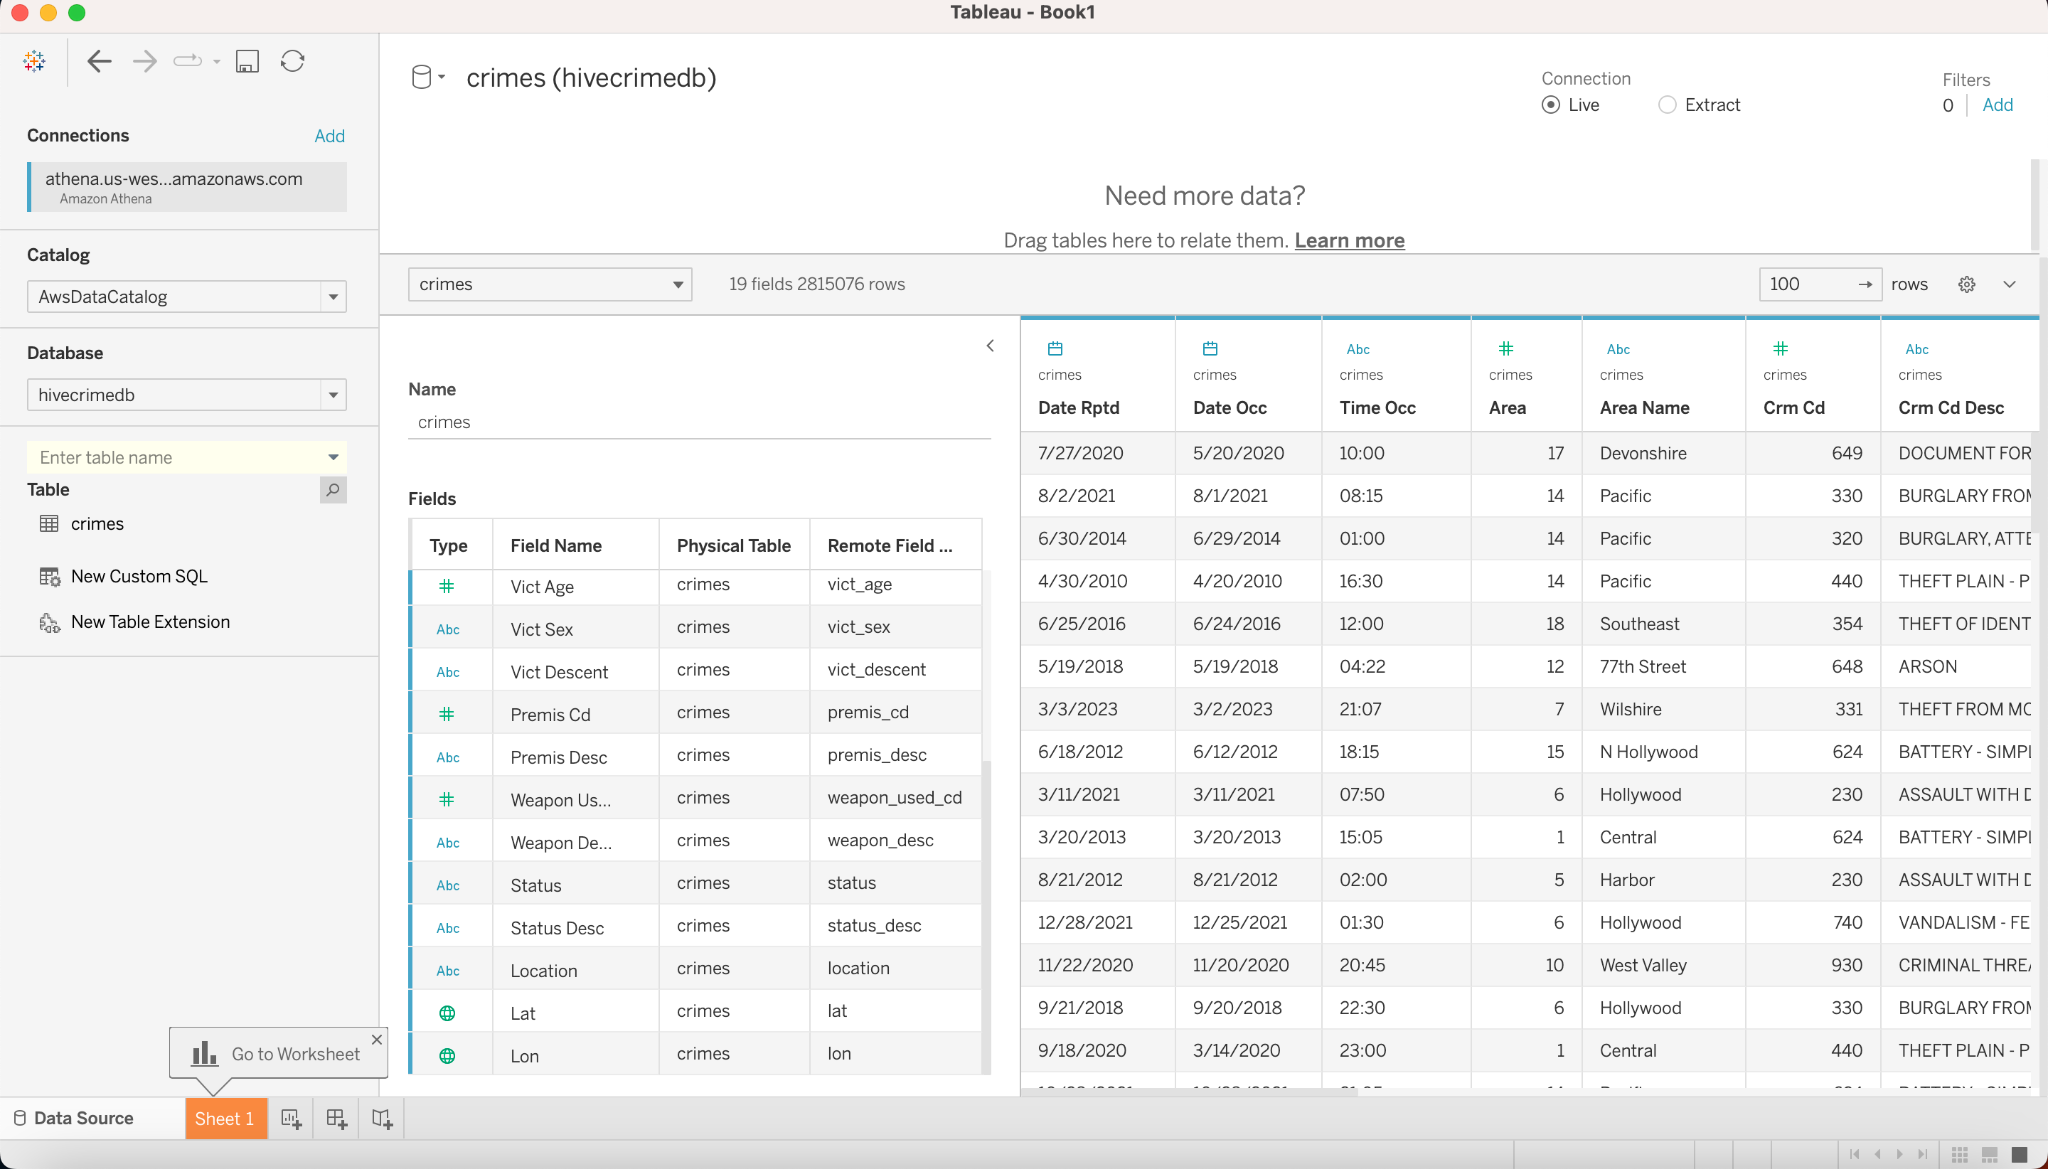 Tableau - Book1
crimes (hivecrimedb)
Connection
Live
Extract
Filters
0
Add
Connections
Add
athena.us-wes...amazonaws.com
Amazon Athena
Catalog
AwsDataCatalog
Database
hivecrimedb
Enter table name
Table
crimes
New Custom SQL
New Table Extension
Need more data?
Drag tables here to relate them. Learn more
crimes
19 fields 2815076 rows
100
rows
Name
crimes
Fields
Type Field Name Physical Table Remote Field ...
Vict Age crimes vict_age
Abc Vict Sex crimes vict_sex
Abc Vict Descent crimes vict_descent
Premis Cd crimes premis_cd
Abc Premis Desc crimes premis_desc
Weapon Us... crimes weapon_used_cd
Abc Weapon De... crimes weapon_desc
Abc Status crimes status
Abc Status Desc crimes status_desc
Abc Location crimes location
Lat crimes lat
Lon crimes lon
Abc Abc Abc
crimes crimes crimes crimes crimes crimes crimes
Date Rptd Date Occ Time Occ Area Area Name Crm Cd Crm Cd Desc
7/27/2020 5/20/2020 10:00 17 Devonshire 649 DOCUMENT FOR
8/2/2021 8/1/2021 08:15 14 Pacific 330 BURGLARY FROM
6/30/2014 6/29/2014 01:00 14 Pacific 320 BURGLARY, ATTE
4/30/2010 4/20/2010 16:30 14 Pacific 440 THEFT PLAIN - P
6/25/2016 6/24/2016 12:00 18 Southeast 354 THEFT OF IDENT
5/19/2018 5/19/2018 04:22 12 77th Street 648 ARSON
3/3/2023 3/2/2023 21:07 7 Wilshire 331 THEFT FROM MO
6/18/2012 6/12/2012 18:15 15 N Hollywood 624 BATTERY - SIMPL
3/11/2021 3/11/2021 07:50 6 Hollywood 230 ASSAULT WITH D
3/20/2013 3/20/2013 15:05 1 Central 624 BATTERY - SIMPL
8/21/2012 8/21/2012 02:00 5 Harbor 230 ASSAULT WITH D
12/28/2021 12/25/2021 01:30 6 Hollywood 740 VANDALISM - FE
11/22/2020 11/20/2020 20:45 10 West Valley 930 CRIMINAL THREA
9/21/2018 9/20/2018 22:30 6 Hollywood 330 BURGLARY FROM
9/18/2020 3/14/2020 23:00 1 Central 440 THEFT PLAIN - P
Go to Worksheet
Data Source
Sheet 1